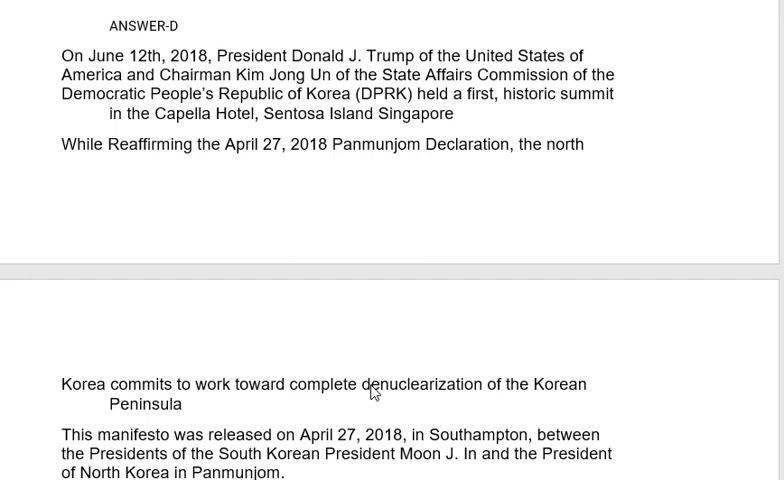 ANSWER-D
On June 12th, 2018, President Donald J. Trump of the United States of
America and Chairman Kim Jong Un of the State Affairs Commission of the
Democratic People’s Republic of Korea (DPRK) held a first, historic summit
in the Capella Hotel, Sentosa Island Singapore
While Reaffirming the April 27, 2018 Panmunjom Declaration, the north
Korea commits to work toward complete denuclearization of the Korean
Peninsula
This manifesto was released on April 27, 2018, in Southampton, between
the Presidents of the South Korean President Moon J. In and the President
of North Korea in Panmunjom.